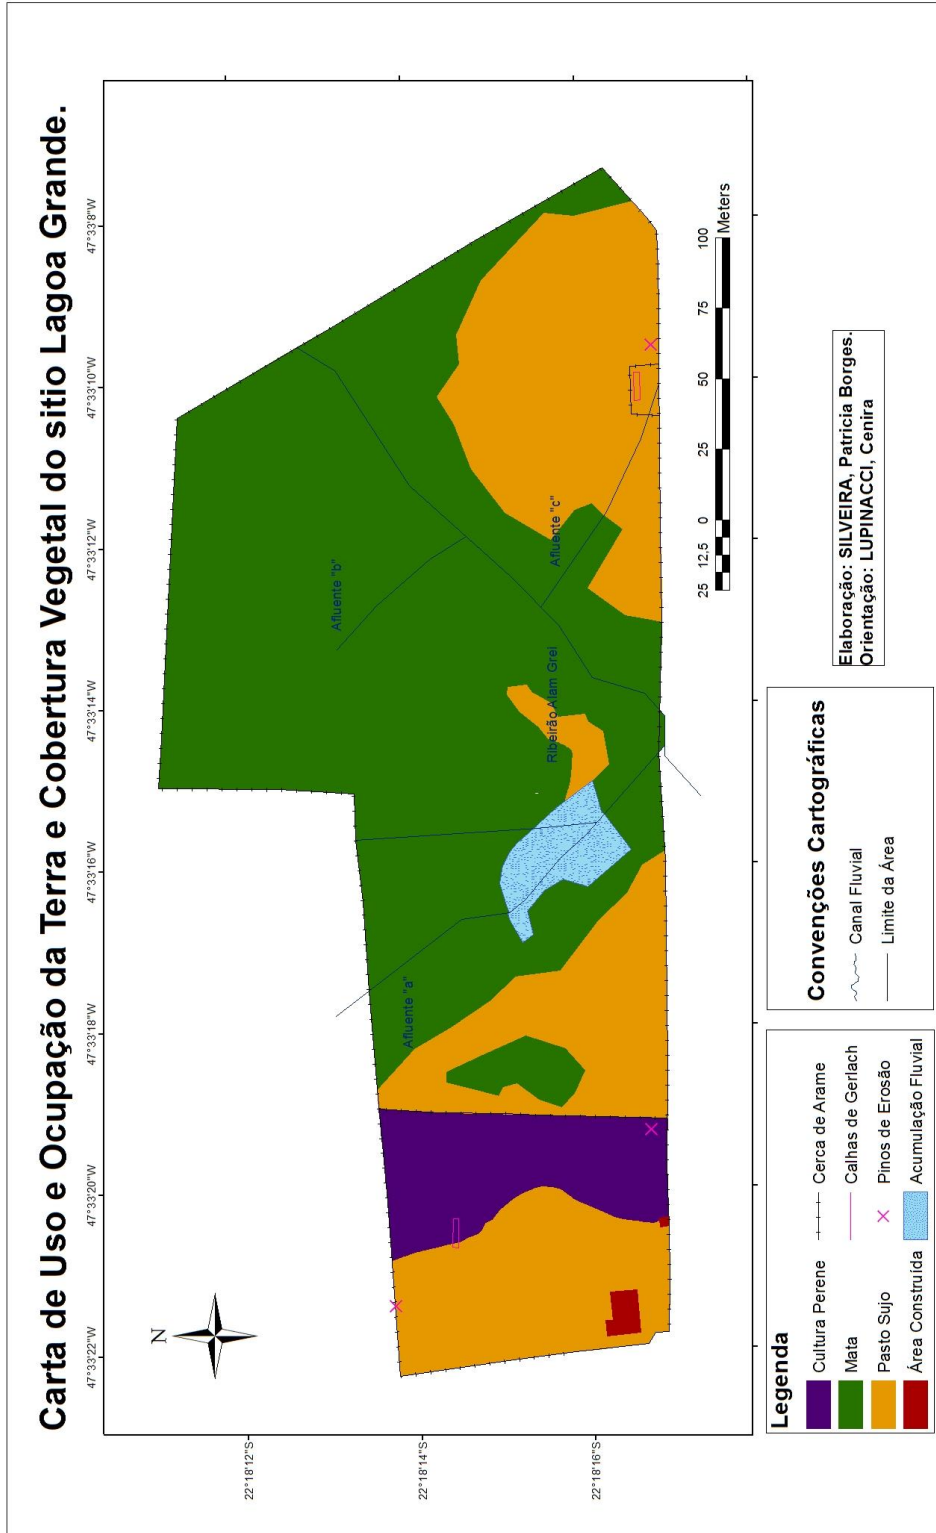 Carta de Uso e Ocupação da Terra e Cobertura Vegetal do sitio Lagoa Grande.
47°33'22"W
47°33'20"W
47°33'18"W
47°33'16"W
47°33'14"W
47°33'12"W
47°33'10"W
47°33'8"W
N
22°18'12"S
22°18'14"S
22°18'16"S
Afluente "a"
Afluente "b"
Ribeirão Alam Grei
Afluente "c"
25 12,5 0 25 50 75 100
Meters
Legenda
Cultura Perene
Mata
Pasto Sujo
Área Construida
Cerca de Arame
Calhas de Gerlach
Pinos de Erosão
Acumulação Fluvial
Convenções Cartográficas
Canal Fluvial
Limite da Área
Elaboração: SILVEIRA, Patricia Borges.
Orientação: LUPINACCI, Cenira